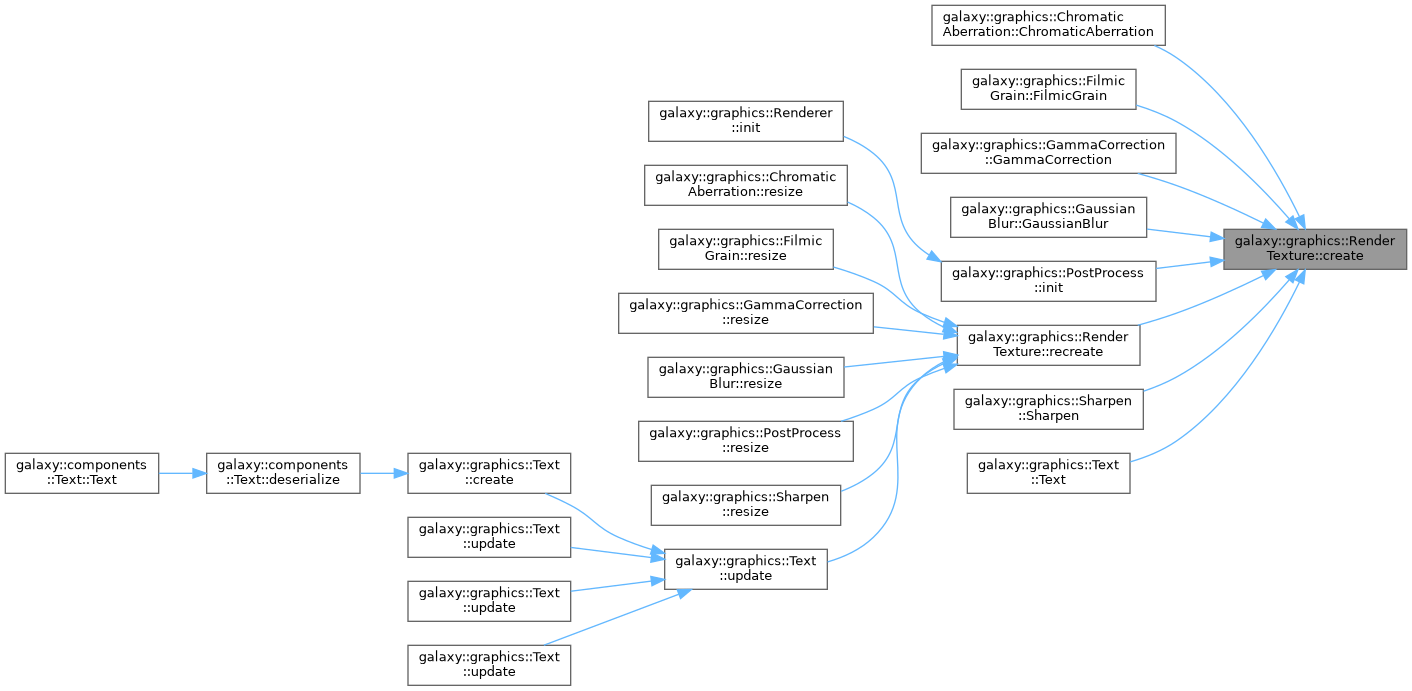 galaxy::graphics::Chromatic
Aberration::ChromaticAberration
galaxy::graphics::Filmic
Grain::FilmicGrain
galaxy::graphics::Renderer
::init
galaxy::graphics::GammaCorrection
::GammaCorrection
galaxy::graphics::Chromatic
Aberration::resize
galaxy::graphics::Gaussian
Blur::GaussianBlur
galaxy::graphics::Render
Texture::create
galaxy::graphics::Filmic
Grain::resize
galaxy::graphics::PostProcess
::init
galaxy::graphics::GammaCorrection
::resize
galaxy::graphics::Render
Texture::recreate
galaxy::graphics::Gaussian
Blur::resize
galaxy::graphics::Sharpen
::Sharpen
galaxy::graphics::PostProcess
::resize
galaxy::components
::Text::Text
galaxy::components
::Text::deserialize
galaxy::graphics::Text
::create
galaxy::graphics::Text
::Text
galaxy::graphics::Sharpen
::resize
galaxy::graphics::Text
::update
galaxy::graphics::Text
::update
galaxy::graphics::Text
::update
galaxy::graphics::Text
::update